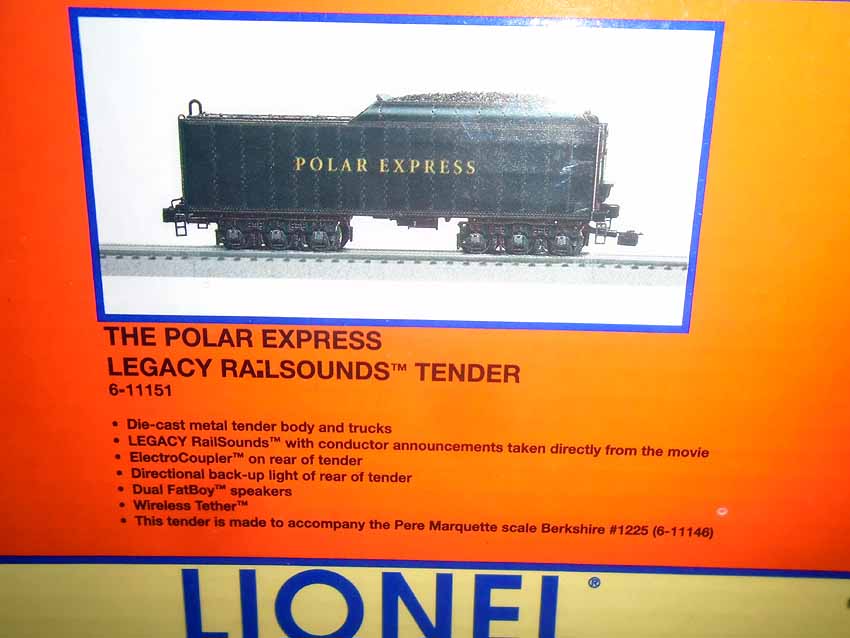 POLAR EXPRESS
THE POLAR EXPRESS
LEGACY RAILSOUNDS™ TENDER
6-11151
• Die-cast metal tender body and trucks
• LEGACY RailSounds™ with conductor announcements taken directly from the movie
• ElectroCoupler™ on rear of tender
• Directional back-up light of rear of tender
• Dual FatBoy™ speakers
• Wireless Tether™
• This tender is made to accompany the Pere Marquette scale Berkshire #1225 (6-11146)
LIONEL®